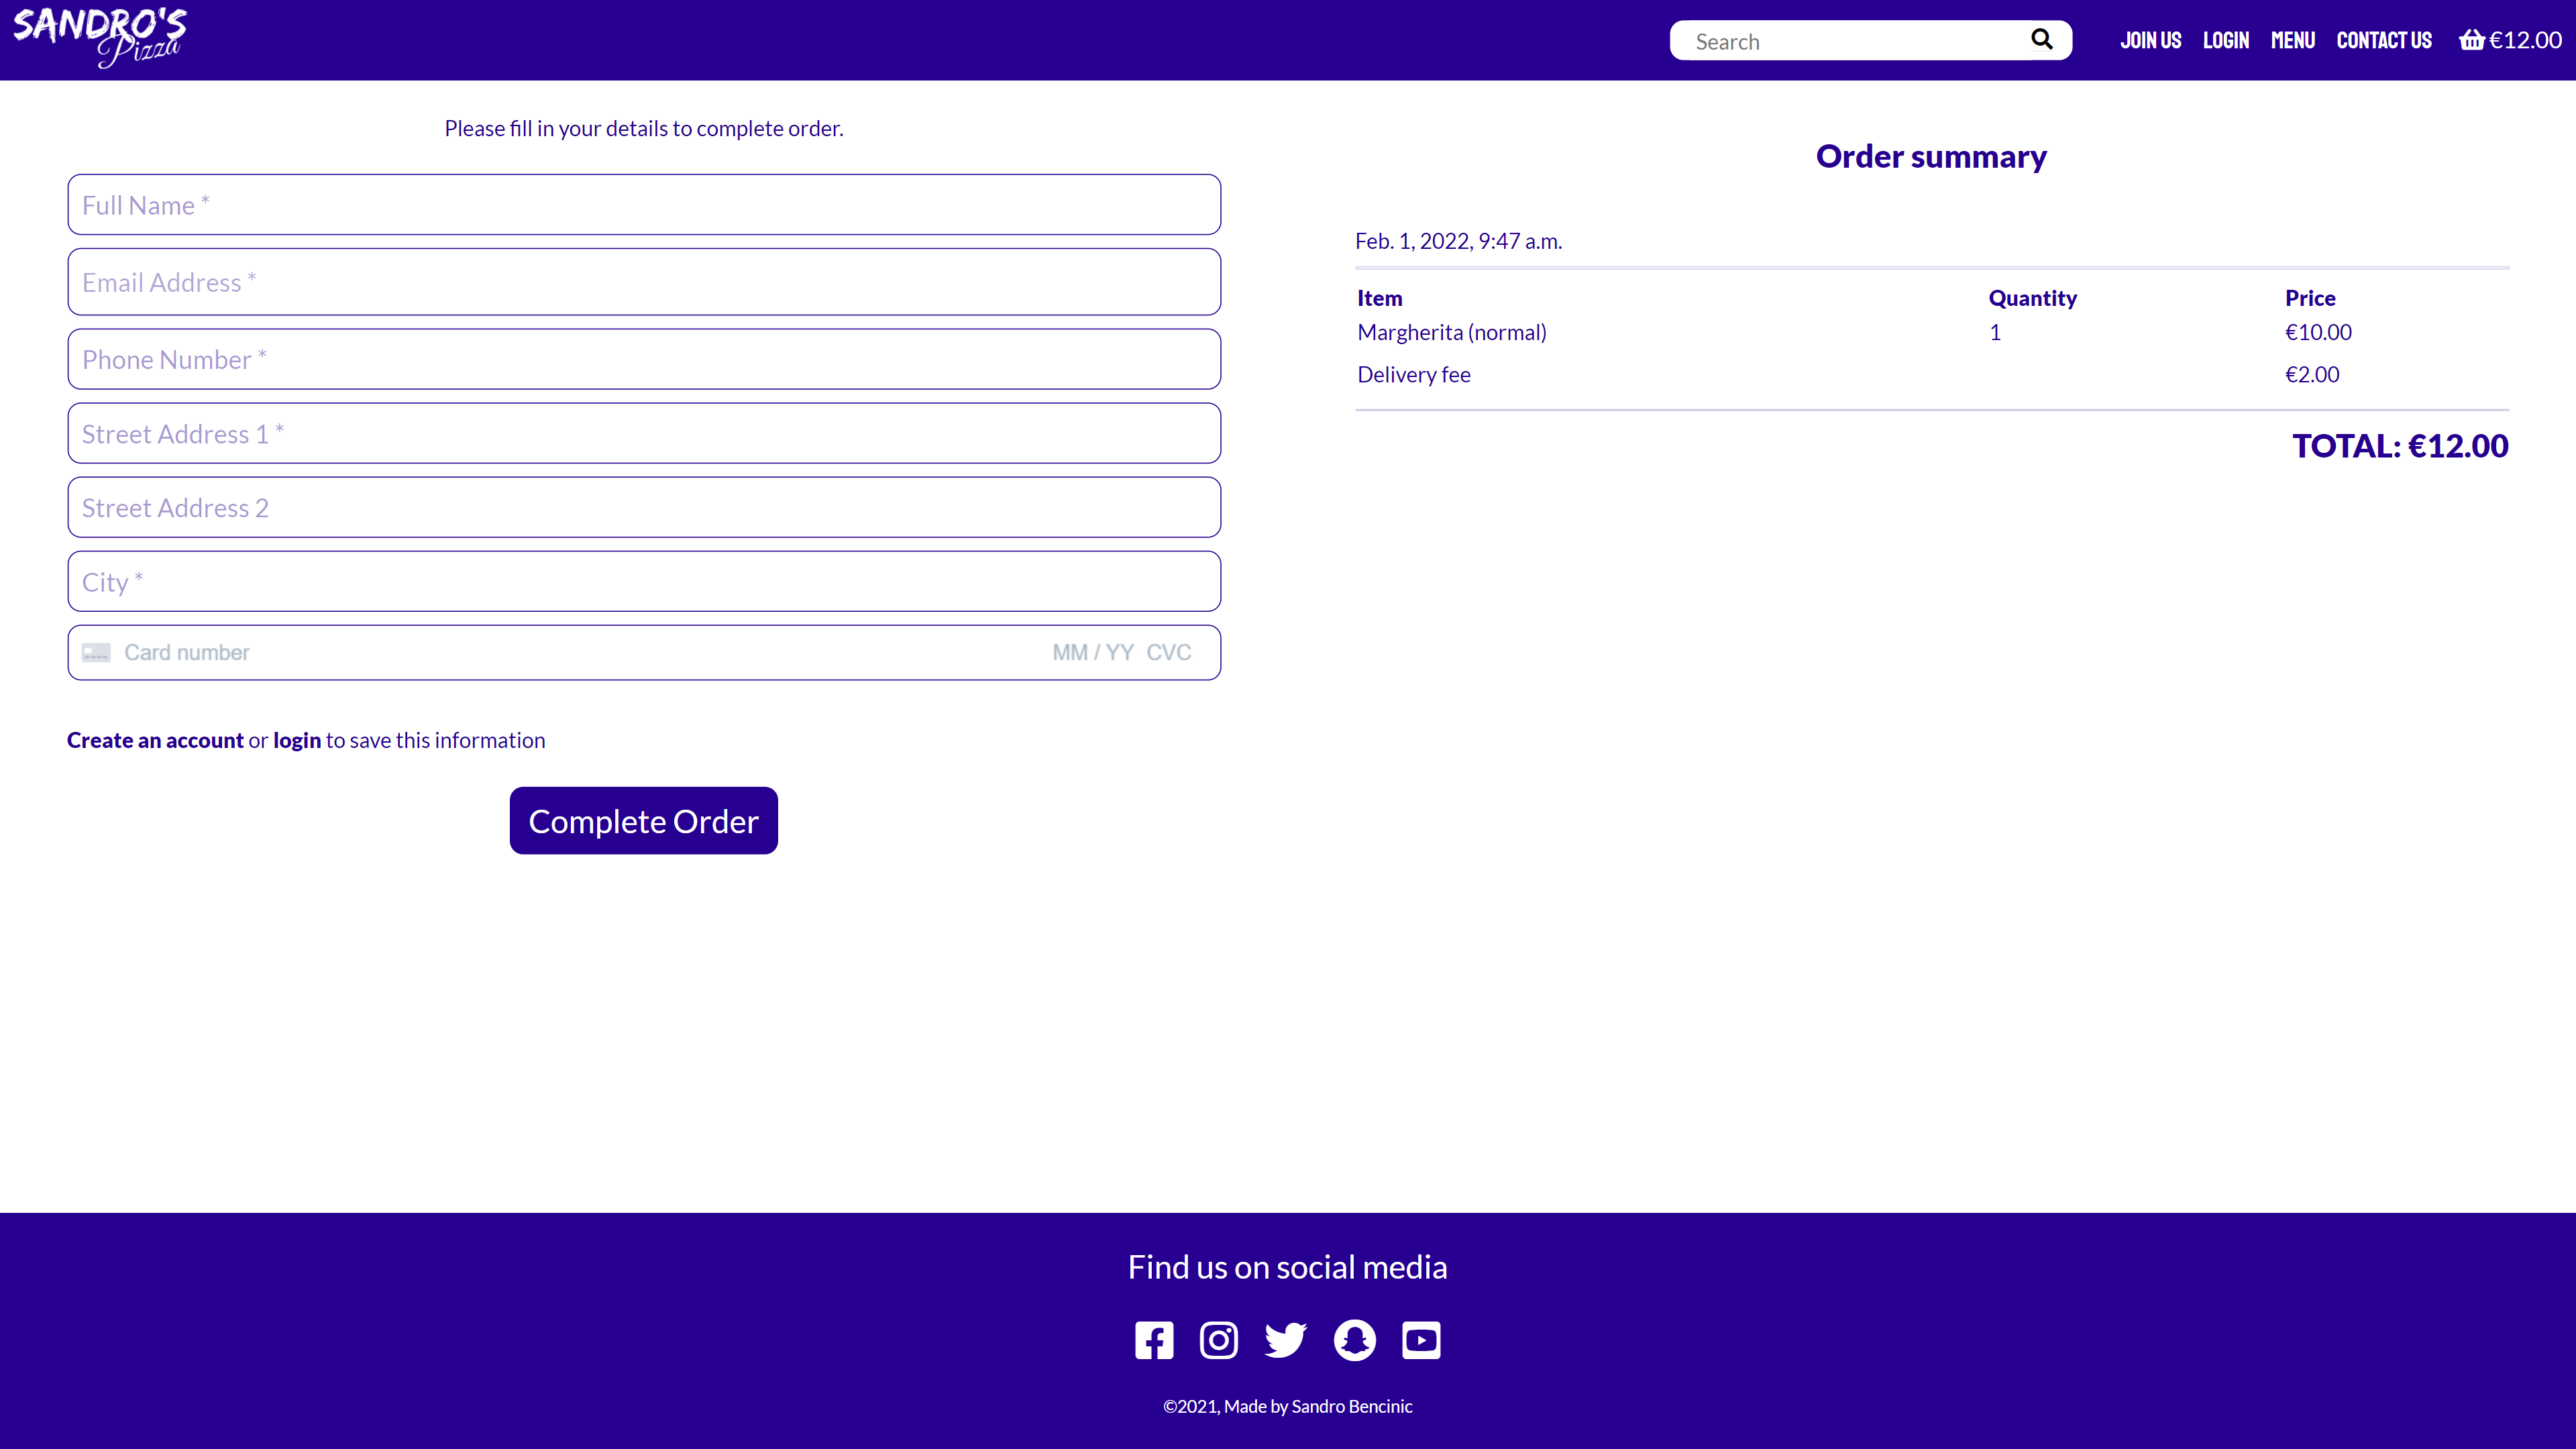 SANDRO'S
Pizza
Search
JOIN US LOGIN MENU CONTACT US €12.00
Please fill in your details to complete order.
Full Name *
Email Address *
Phone Number *
Street Address 1 *
Street Address 2
City *
Card number MM / YY CVC
Create an account or login to save this information
Complete Order
Order summary
Feb. 1, 2022, 9:47 a.m.
Item Quantity Price
Margherita (normal) 1 €10.00
Delivery fee €2.00
TOTAL: €12.00
Find us on social media
©2021, Made by Sandro Bencinic